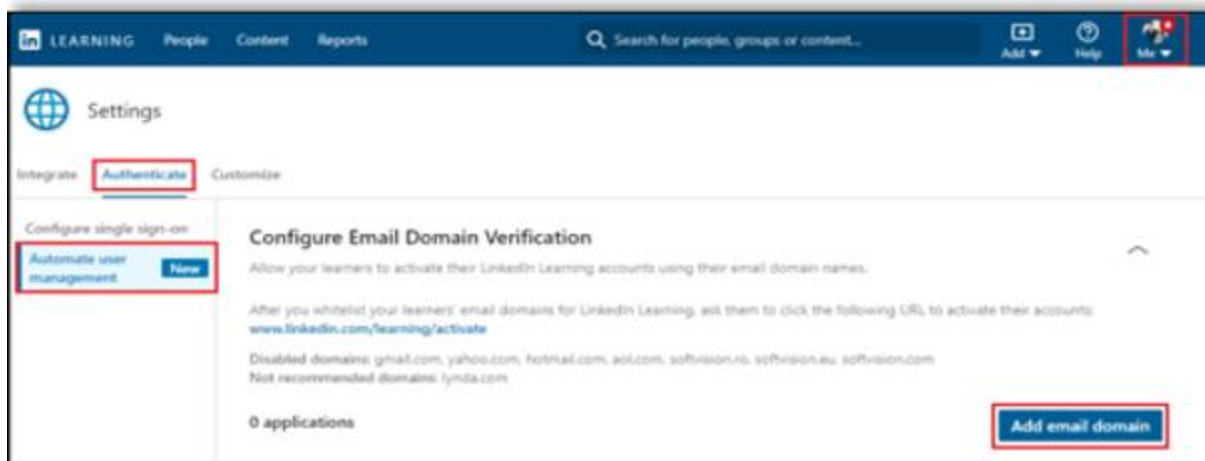 in LEARNING People Content Reports Search for people, groups or content... Add Help Me
Settings
Integrate Authenticate Customize
Configure single sign-on
Automate user management New
Configure Email Domain Verification
Allow your learners to activate their LinkedIn Learning accounts using their email domain names.
After you whitelist your learners' email domains for LinkedIn Learning, ask them to click the following URL to activate their accounts:
www.linkedin.com/learning/activate
Disabled domains: gmail.com, yahoo.com, hotmail.com, aol.com, softvision.ro, softvision.eu, softvision.com
Not recommended domains: lynda.com
0 applications
Add email domain